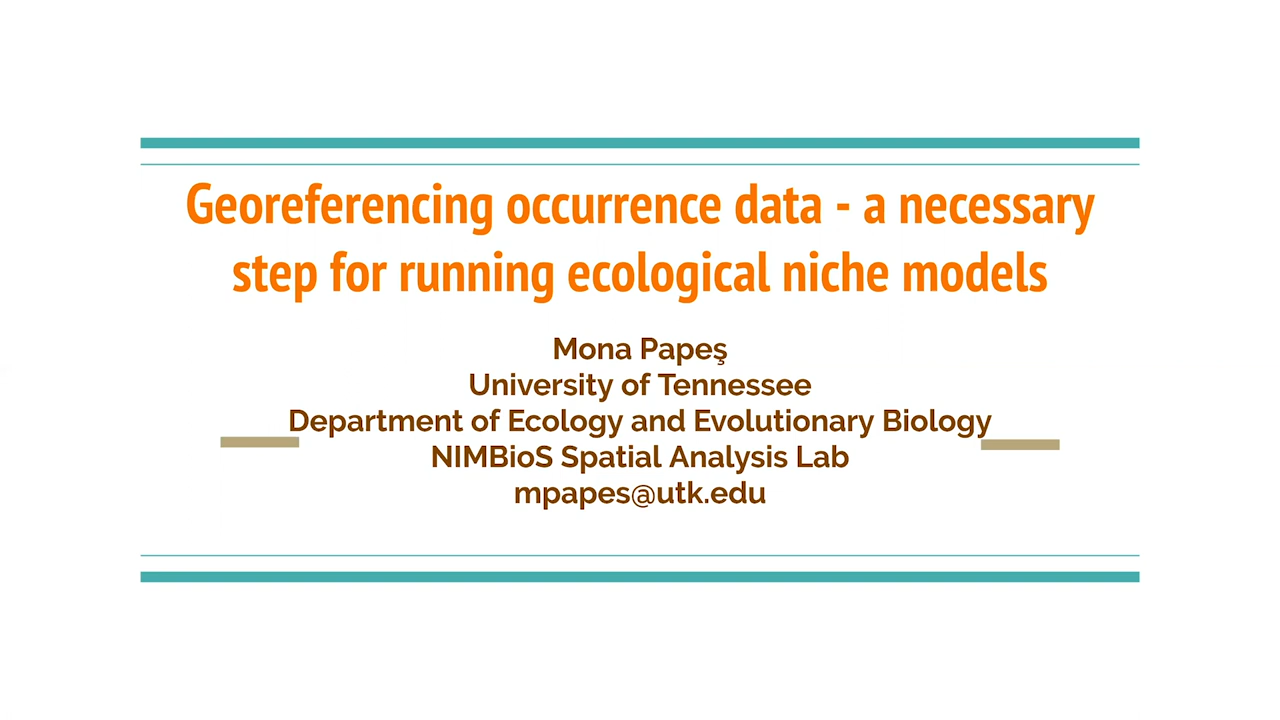 Georeferencing occurrence data - a necessary
step for running ecological niche models
Mona Papeş
University of Tennessee
Department of Ecology and Evolutionary Biology
NIMBioS Spatial Analysis Lab
mpapes@utk.edu